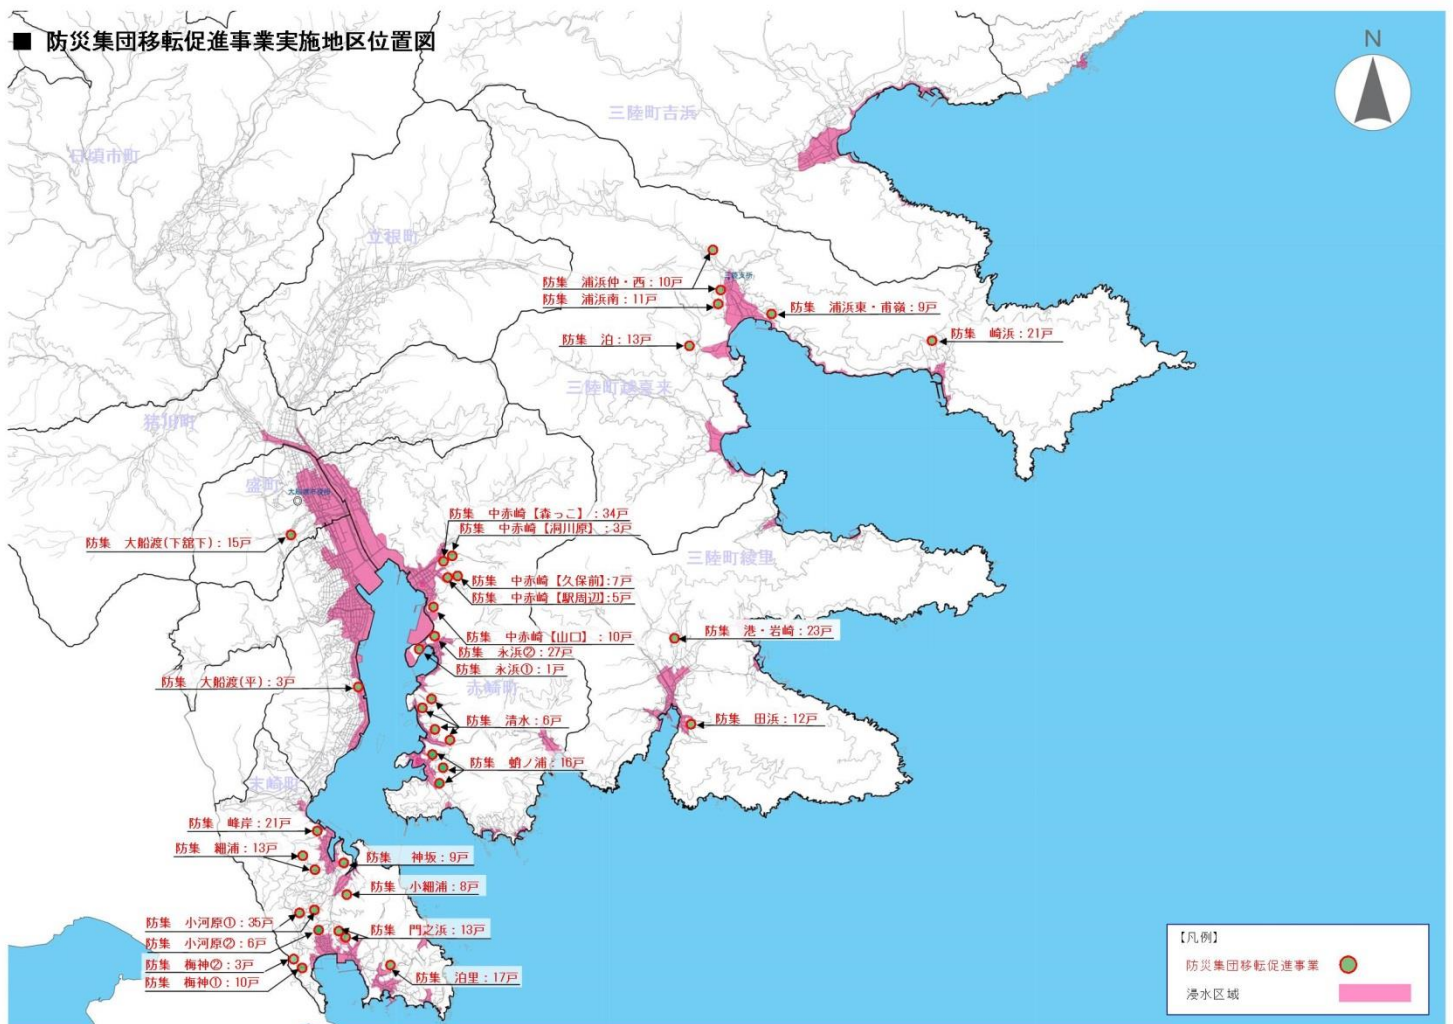 ■ 防災集団移転促進事業実施地区位置図
N
三陸町吉浜
日頃市町
立根町
三陸支所
防集 浦浜仲・西:10戸
防集 浦浜南:11戸
防集 浦浜東・甫嶺:9戸
防集 崎浜:21戸
防集 泊:13戸
三陸町越喜来
猪川町
盛町
大船渡市役所
防集 大船渡(下舘下):15戸
防集 中赤崎【森っこ】:34戸
防集 中赤崎【洞川原】:3戸
三陸町綾里
防集 中赤崎【久保前】:7戸
防集 中赤崎【駅周辺】:5戸
防集 中赤崎【山口】:10戸
防集 港・岩崎:23戸
防集 永浜②:27戸
防集 永浜①:1戸
防集 大船渡(平):3戸
赤崎町
防集 清水:6戸
防集 田浜:12戸
防集 蛸ノ浦:16戸
末崎町
防集 峰岸:21戸
防集 細浦:13戸
防集 神坂:9戸
防集 小細浦:8戸
防集 小河原①:35戸
防集 小河原②:6戸
防集 門之浜:13戸
防集 梅神②:3戸
防集 梅神①:10戸
防集 泊里:17戸
【凡例】
防災集団移転促進事業
浸水区域